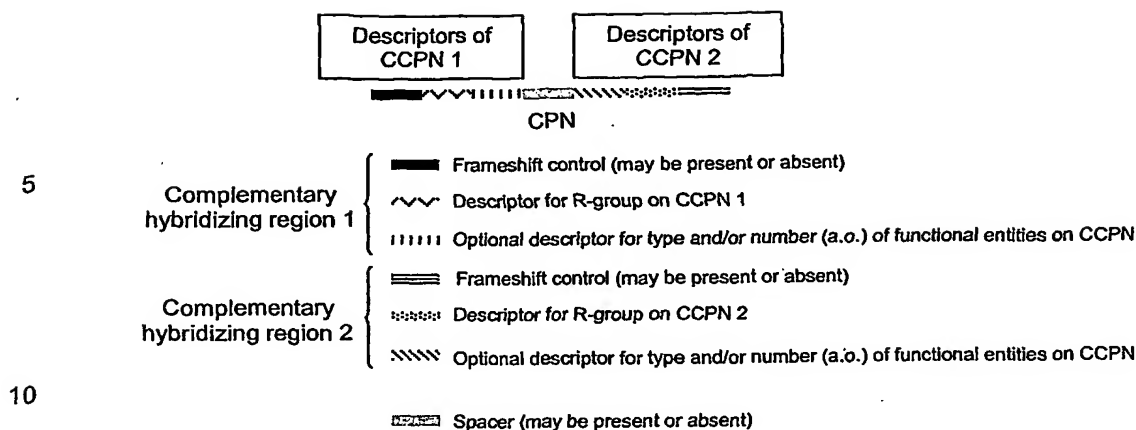 Descriptors of CCPN 1
Descriptors of CCPN 2
CPN
5
Complementary hybridizing region 1
Frameshift control (may be present or absent)
Descriptor for R-group on CCPN 1
Optional descriptor for type and/or number (a.o.) of functional entities on CCPN
Complementary hybridizing region 2
Frameshift control (may be present or absent)
Descriptor for R-group on CCPN 2
Optional descriptor for type and/or number (a.o.) of functional entities on CCPN
10
Spacer (may be present or absent)